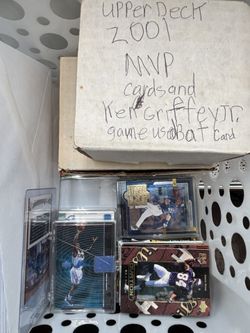 Upper Deck
2001
MVP
cards and
Ken Griffey Jr.
game used Bat card